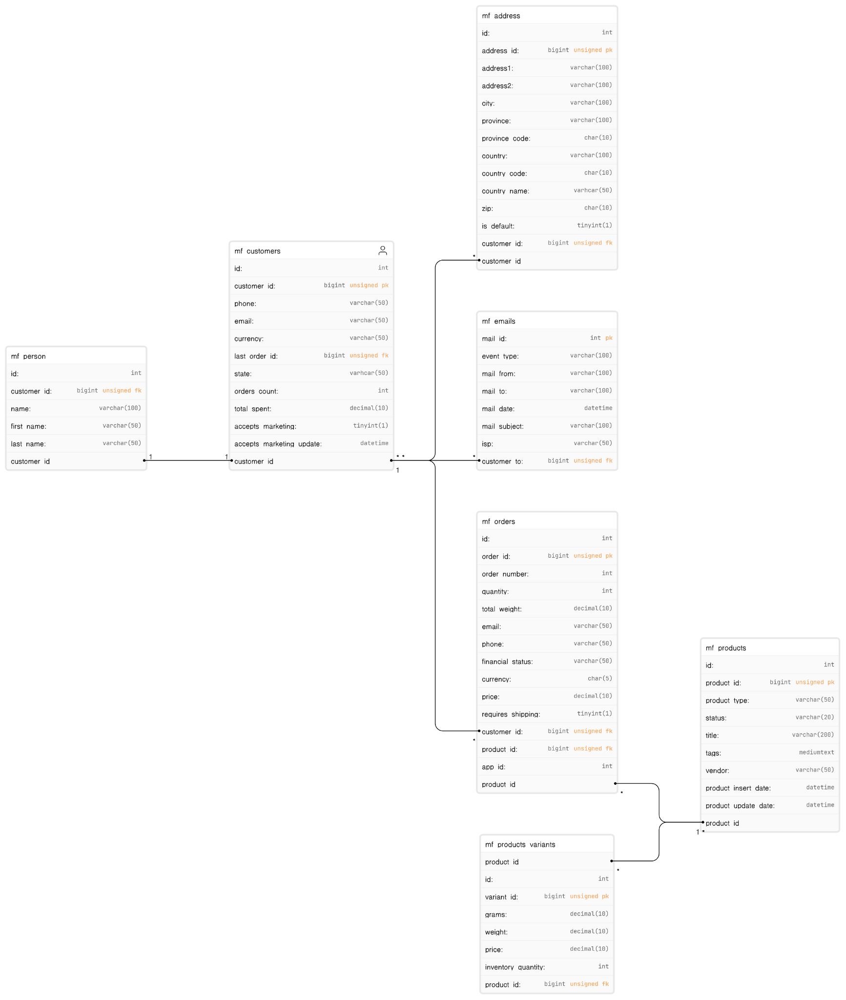 mf address
id: int
address id: bigint unsigned pk
address1: varchar(100)
address2: varchar(100)
city: varchar(100)
province: varchar(100)
province code: char(10)
country: varchar(100)
country code: char(10)
country name: varhcar(50)
zip: char(10)
is default: tinyint(1)
customer id: bigint unsigned fk
* customer id
mf customers
id: int
customer id: bigint unsigned pk
phone: varchar(50)
email: varchar(50)
currency: varchar(50)
last order id: bigint unsigned fk
state: varhcar(50)
orders count: int
total spent: decimal(10)
accepts marketing: tinyint(1)
accepts marketing update: datetime
1 customer id * *
1
mf emails
mail id: int pk
event type: varchar(100)
mail from: varchar(100)
mail to: varchar(100)
mail date: datetime
mail subject: varchar(100)
isp: varchar(50)
* customer to: bigint unsigned fk
mf person
id: int
customer id: bigint unsigned fk
name: varchar(100)
first name: varchar(50)
last name: varchar(50)
customer id 1
mf orders
id: int
order id: bigint unsigned pk
order number: int
quantity: int
total weight: decimal(10)
email: varchar(50)
phone: varchar(50)
financial status: varchar(50)
currency: char(5)
price: decimal(10)
requires shipping: tinyint(1)
customer id: bigint unsigned fk
*
product id: bigint unsigned fk
app id: int
product id
*
mf products
id: int
product id: bigint unsigned pk
product type: varchar(50)
status: varchar(20)
title: varchar(200)
tags: mediumtext
vendor: varchar(50)
product insert date: datetime
product update date: datetime
product id
1 *
mf products variants
product id
*
id: int
variant id: bigint unsigned pk
grams: decimal(10)
weight: decimal(10)
price: decimal(10)
inventory quantity: int
product id: bigint unsigned fk